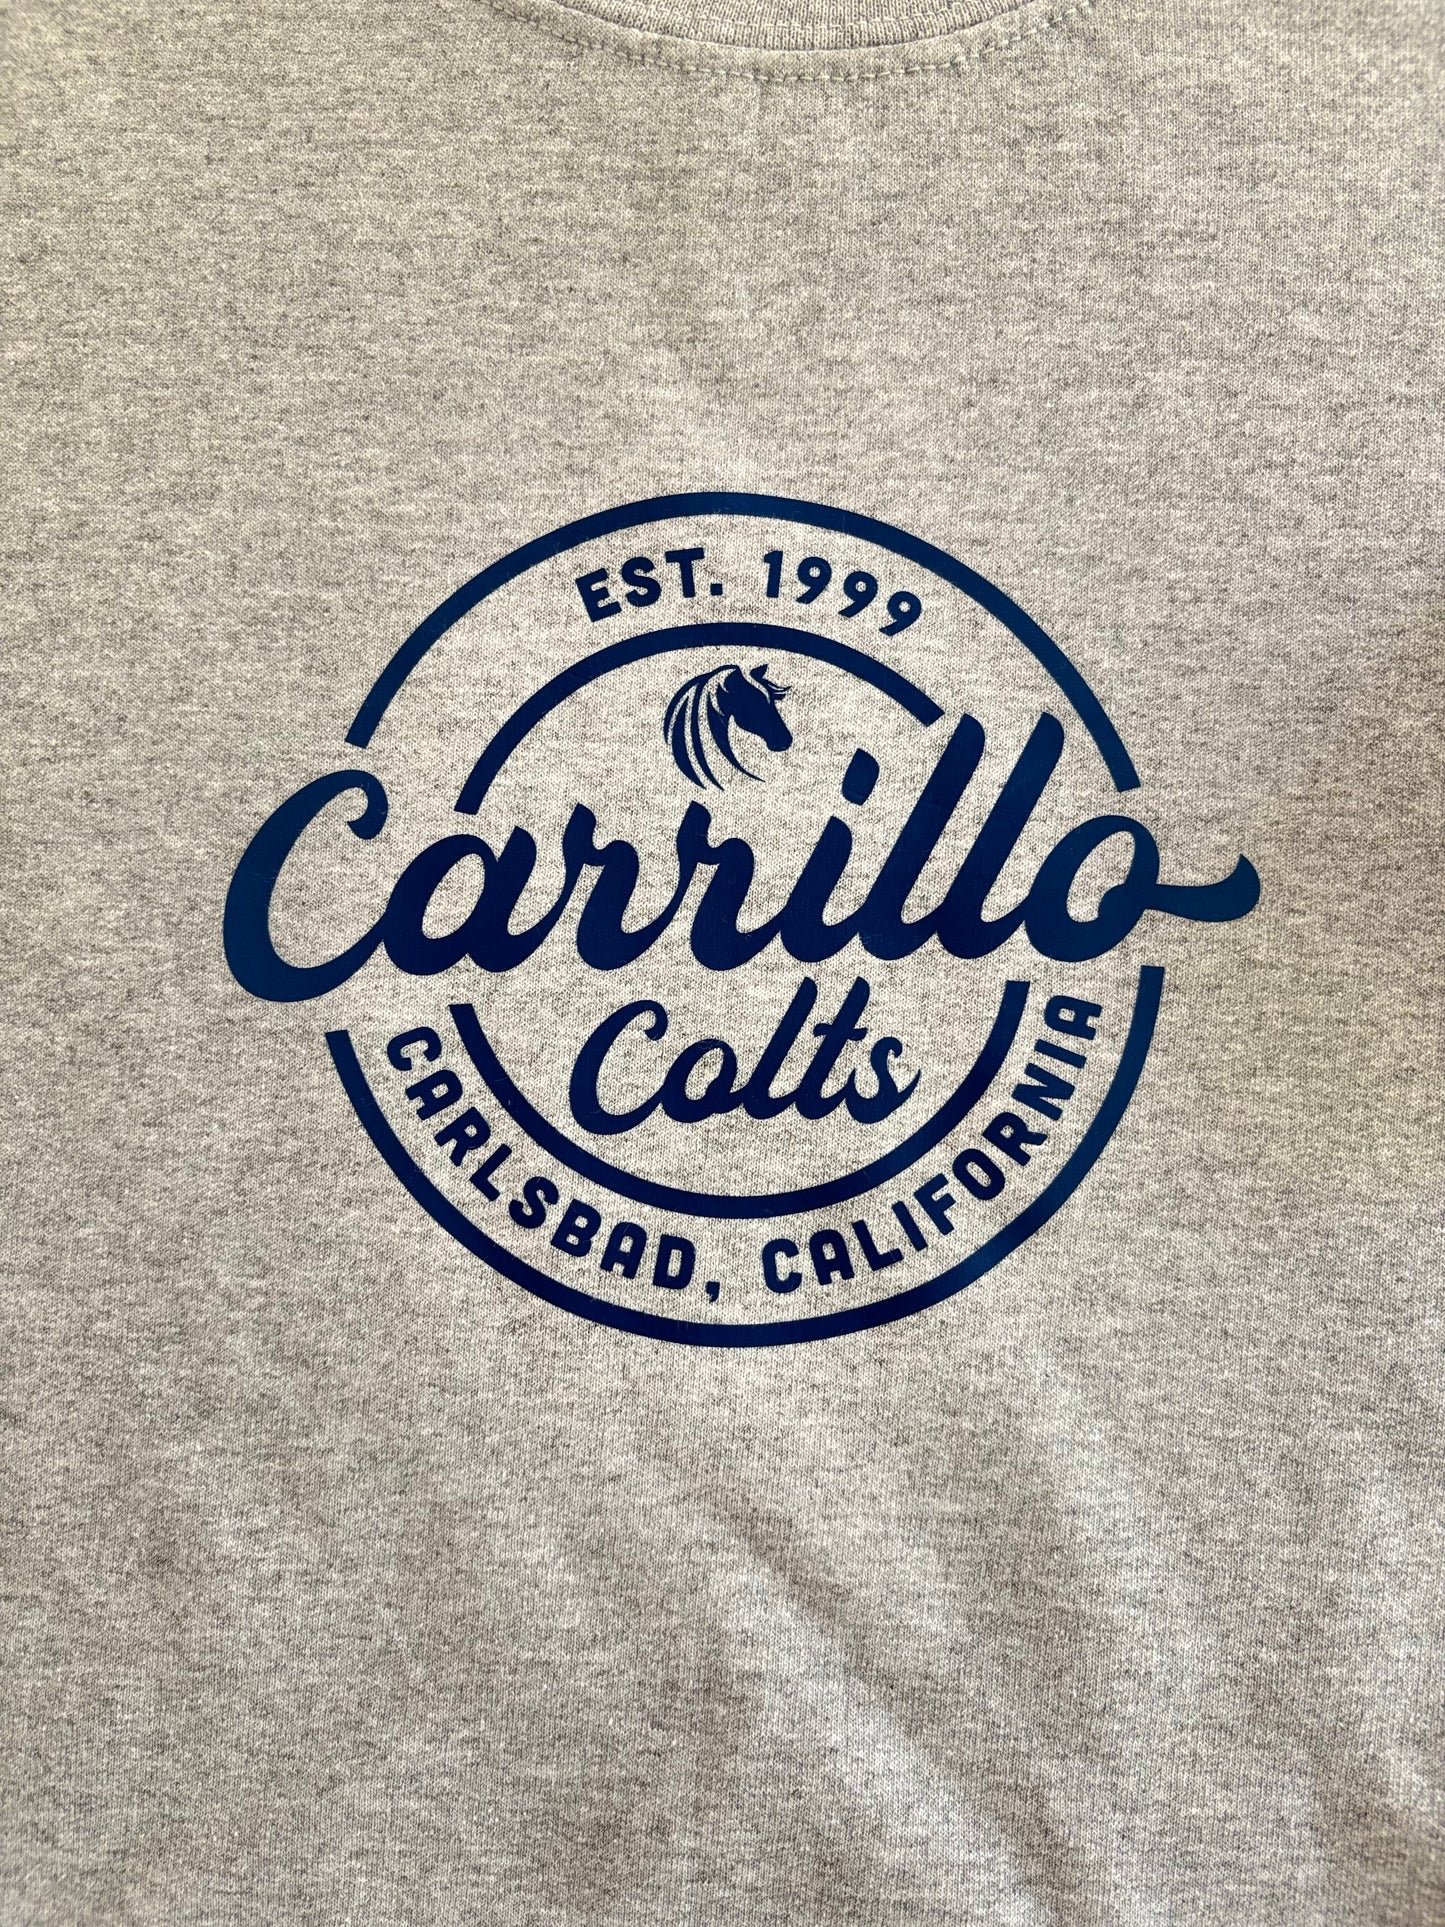 EST. 1999
Carrillo
Colts
CARLSBAD, CALIFORNIA